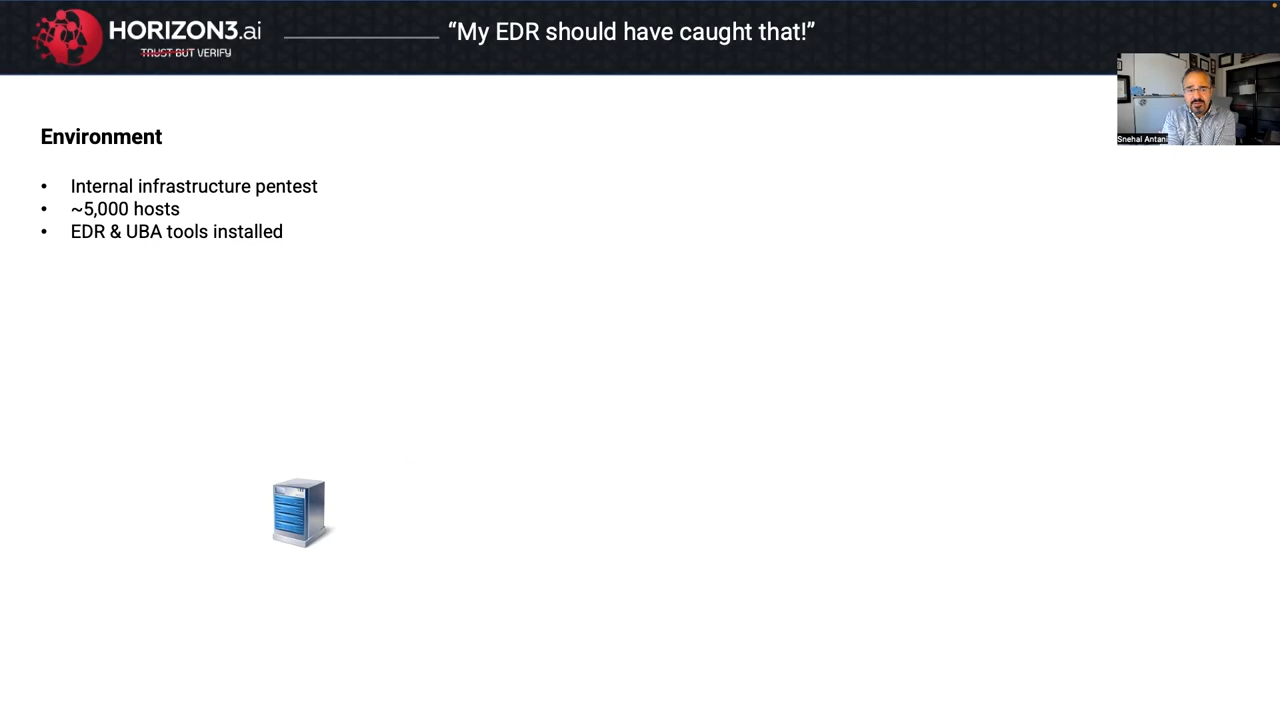 HORIZON3.ai
TRUST BUT VERIFY
“My EDR should have caught that!”
Snehal Antani
Environment
• Internal infrastructure pentest
• ~5,000 hosts
• EDR & UBA tools installed